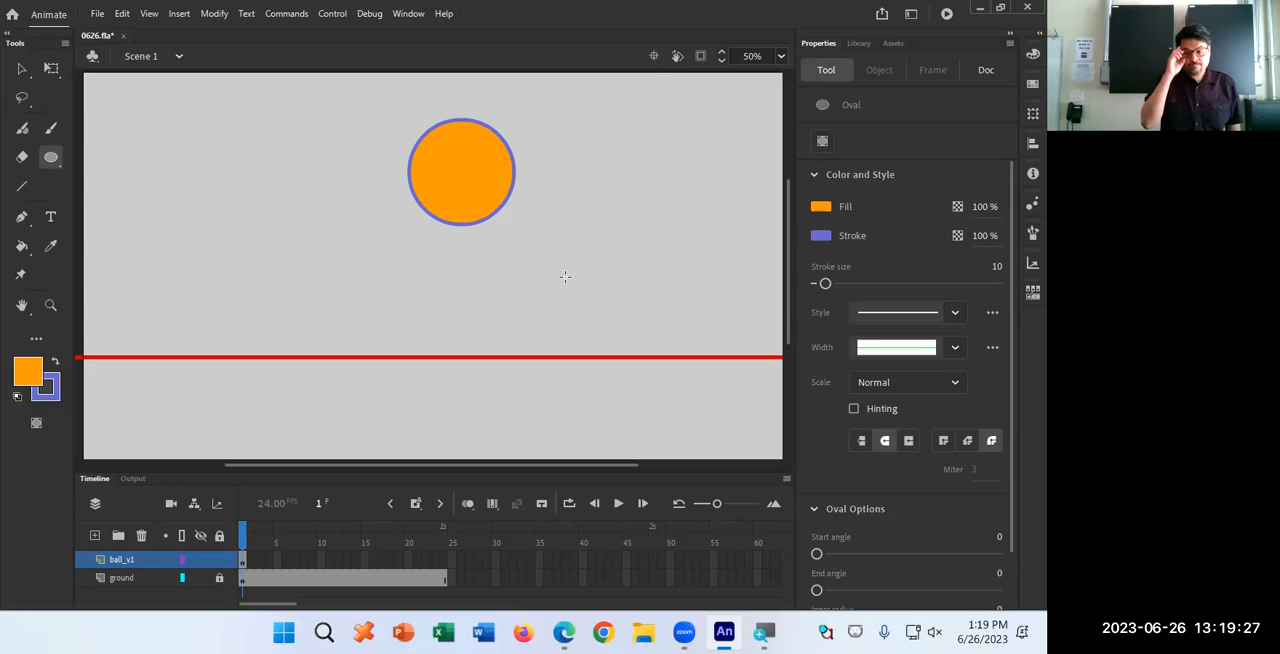 Animate File Edit View Insert Modify Text Commands Control Debug Window Help
0626.fla*
Tools
Scene 1
50%
Properties Library Assets
Tool Object Frame Doc
Oval
Color and Style
Fill 100 %
Stroke 100 %
Stroke size 10
Style
Width
Scale Normal
Hinting
Miter 3
Oval Options
Start angle 0
End angle 0
Timeline Output
24.00 FPS 1 F
1s 2s
5 10 15 20 25 30 35 40 45 50 55 60
ball_v1
ground
1:19 PM
6/26/2023
2023-06-26 13:19:27